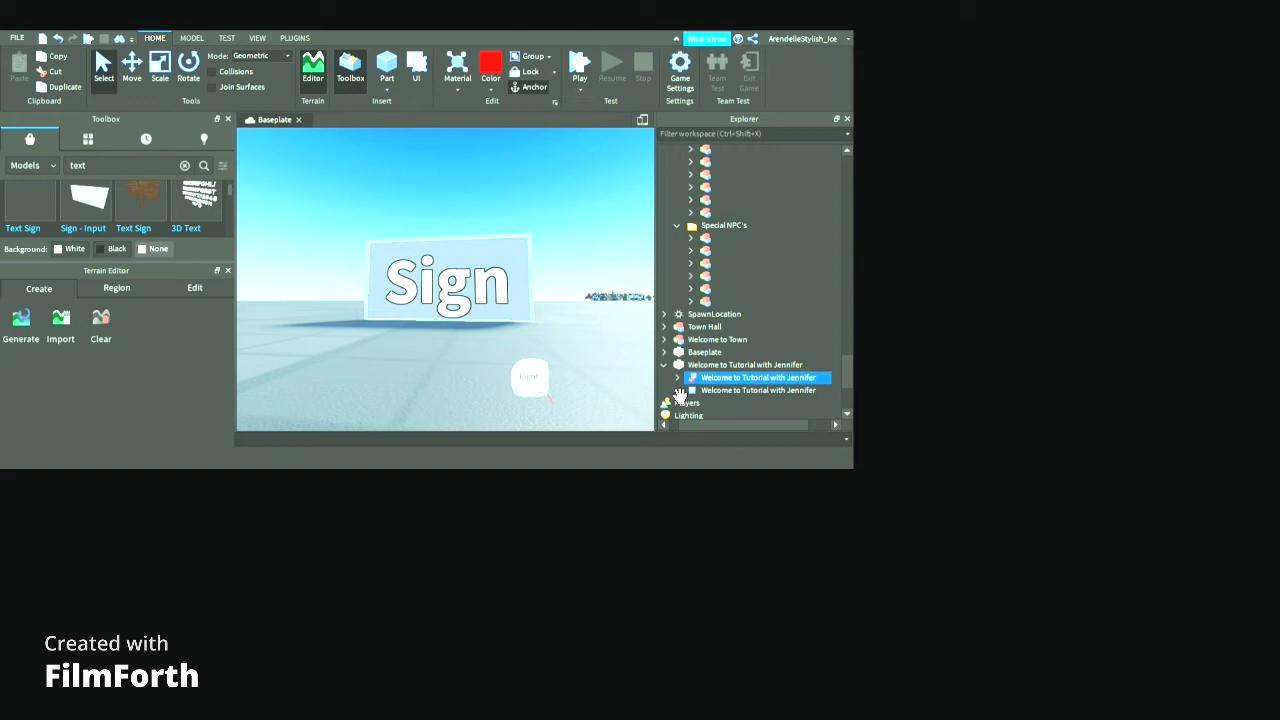 FILE HOME MODEL TEST VIEW PLUGINS What's New ArendelleStylish_Ice
Paste Copy Cut Duplicate
Clipboard
Select Move Scale Rotate
Mode: Geometric
Collisions
Join Surfaces
Tools
Editor
Terrain
Toolbox Part UI
Insert
Material Color
Group
Lock
Anchor
Edit
Play Resume Stop
Test
Game Settings
Settings
Team Test
Exit Game
Team Test
Toolbox
Models text
Text Sign Sign - Input Text Sign 3D Text
Background: White Black None
Terrain Editor
Create Region Edit
Generate Import Clear
Baseplate
Sign
Right
Explorer
Filter workspace (Ctrl+Shift+X)
Special NPC's
SpawnLocation
Town Hall
Welcome to Town
Baseplate
Welcome to Tutorial with Jennifer
Welcome to Tutorial with Jennifer
Welcome to Tutorial with Jennifer
Players
Lighting
Created with
FilmForth